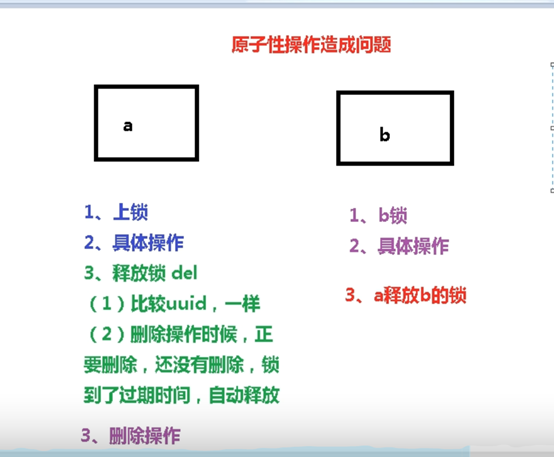 原子性操作造成问题
a
b
1、上锁
2、具体操作
3、释放锁 del
（1）比较uuid，一样
（2）删除操作时候，正
要删除，还没有删除，锁
到了过期时间，自动释放
3、删除操作
1、b锁
2、具体操作
3、a释放b的锁